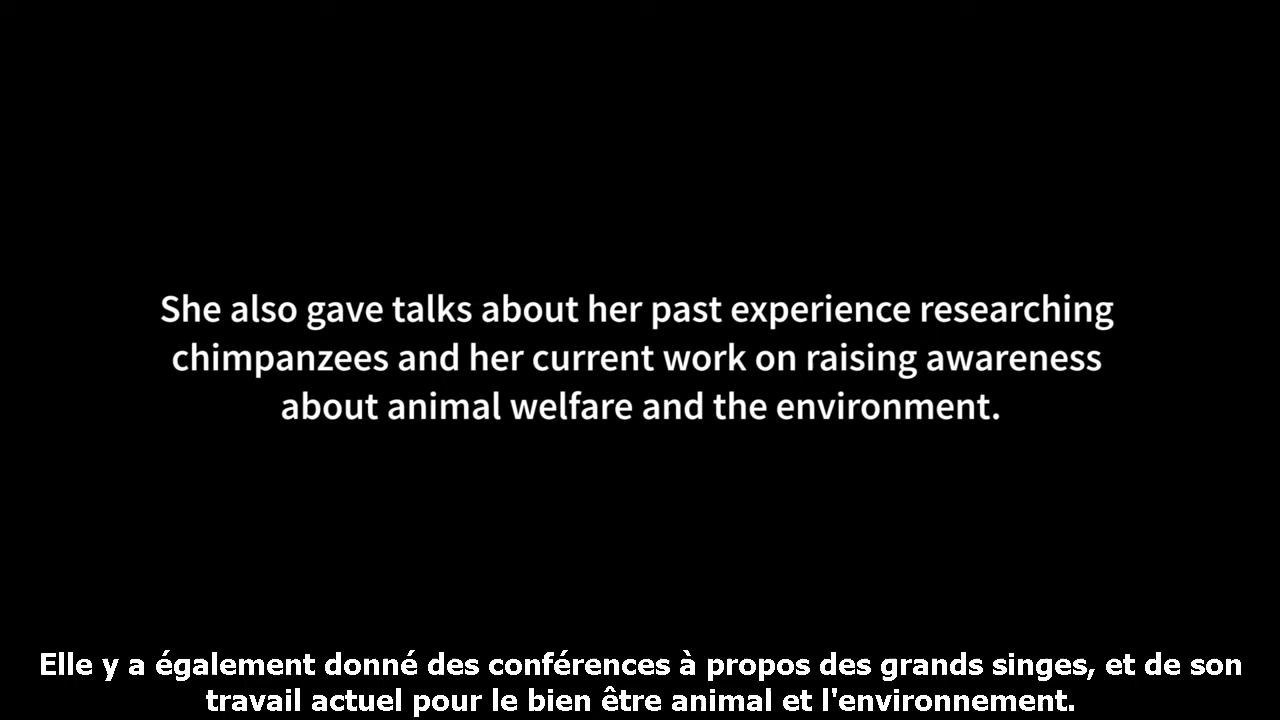 She also gave talks about her past experience researching
chimpanzees and her current work on raising awareness
about animal welfare and the environment.
Elle y a également donné des conférences à propos des grands singes, et de son
travail actuel pour le bien être animal et l'environnement.